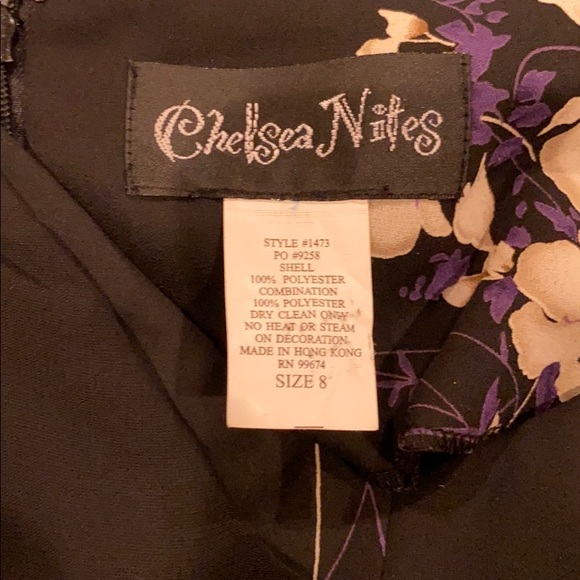 Chelsea Nites
STYLE #1473
PO #9258
SHELL
100% POLYESTER
COMBINATION
100% POLYESTER
DRY CLEAN ONLY
NO HEAT OR STEAM
ON DECORATION.
MADE IN HONG KONG
RN 99674
SIZE 8